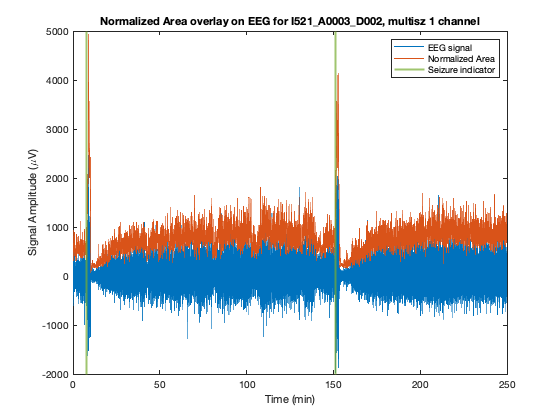 Normalized Area overlay on EEG for I521_A0003_D002, multisz 1 channel
5000
4000
3000
2000
1000
0
-1000
-2000
Signal Amplitude (μV)
EEG signal
Normalized Area
Seizure indicator
0 50 100 150 200 250
Time (min)